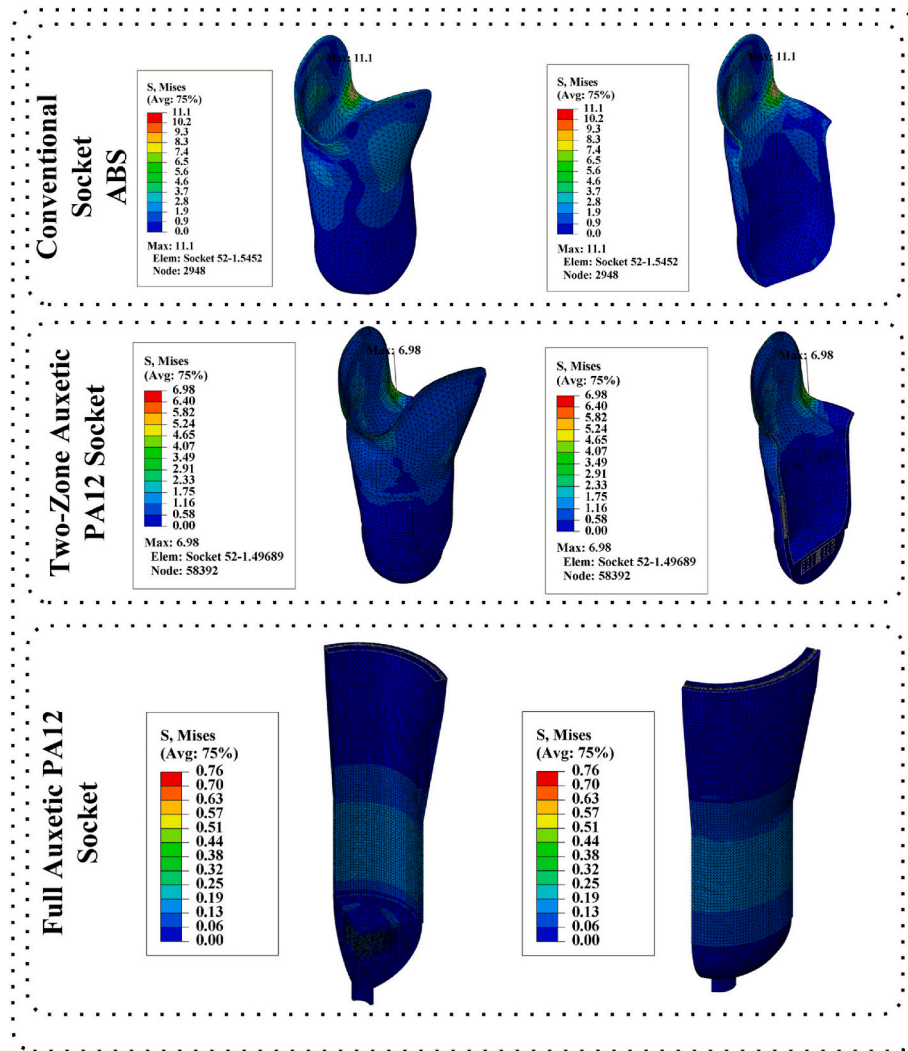 Conventional
Socket
ABS
S, Mises
(Avg: 75%)
11.1
10.2
9.3
8.3
7.4
6.5
5.6
4.6
3.7
2.8
1.9
0.9
0.0
Max: 11.1
Elem: Socket 52-1.5452
Node: 2948
Max: 11.1
S, Mises
(Avg: 75%)
11.1
10.2
9.3
8.3
7.4
6.5
5.6
4.6
3.7
2.8
1.9
0.9
0.0
Max: 11.1
Elem: Socket 52-1.5452
Node: 2948
Max: 11.1
Two-Zone Auxetic
PA12 Socket
S, Mises
(Avg: 75%)
6.98
6.40
5.82
5.24
4.65
4.07
3.49
2.91
2.33
1.75
1.16
0.58
0.00
Max: 6.98
Elem: Socket 52-1.49689
Node: 58392
Max: 6.98
S, Mises
(Avg: 75%)
6.98
6.40
5.82
5.24
4.65
4.07
3.49
2.91
2.33
1.75
1.16
0.58
0.00
Max: 6.98
Elem: Socket 52-1.49689
Node: 58392
Max: 6.98
Full Auxetic PA12
Socket
S, Mises
(Avg: 75%)
0.76
0.70
0.63
0.57
0.51
0.44
0.38
0.32
0.25
0.19
0.13
0.06
0.00
S, Mises
(Avg: 75%)
0.76
0.70
0.63
0.57
0.51
0.44
0.38
0.32
0.25
0.19
0.13
0.06
0.00